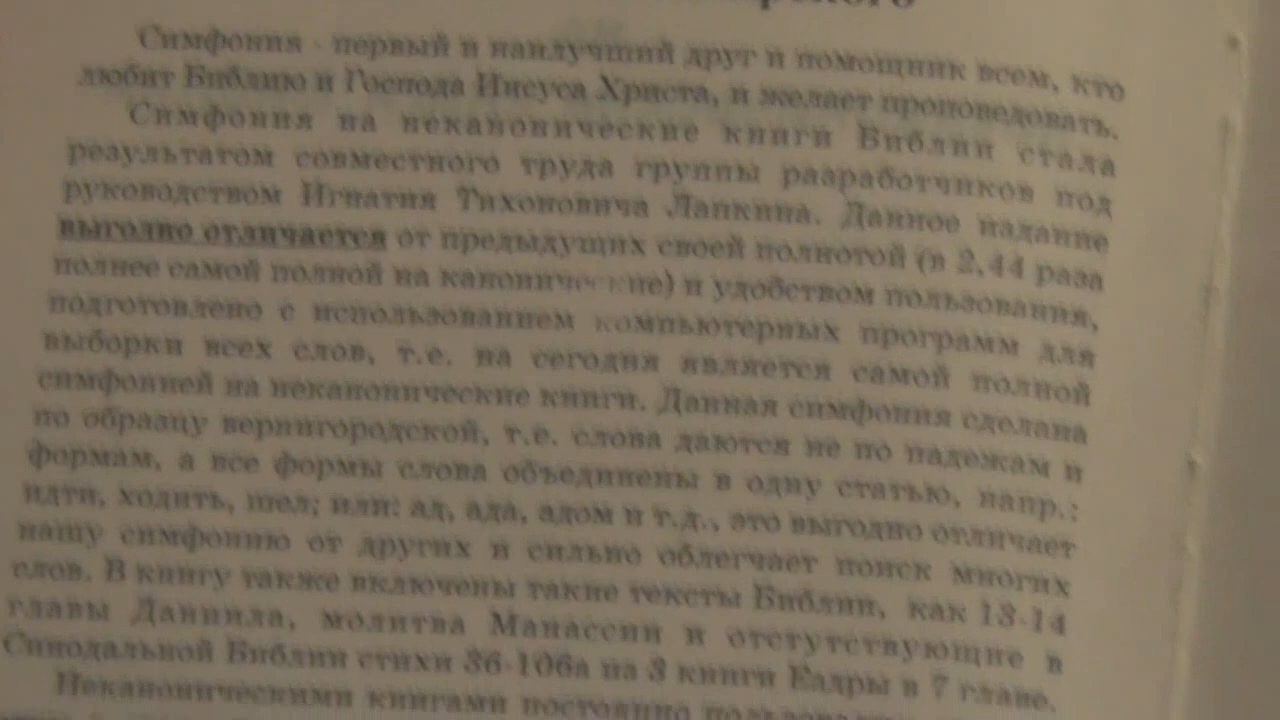 Симфония - первый и наилучший друг и помощник всем, кто
любит Библию и Господа Иисуса Христа, и желает проповедовать.
Симфония на неканонические книги Библии стала
результатом совместного труда группы разработчиков под
руководством Игнатия Тихоновича Лапкина. Данное издание
выгодно отличается от предыдущих своей полнотой (в 2,44 раза
полнее самой полной на канонические) и удобством пользования,
подготовлено с использованием компьютерных программ для
выборки всех слов, т.е. на сегодня является самой полной
симфонией на неканонические книги. Данная симфония сделана
по образцу вернигородской, т.е. слова даются не по падежам и
формам, а все формы слова объединены в одну статью, напр.:
идти, ходить, шел; или: ад, ада, адом и т.д., это выгодно отличает
нашу симфонию от других и сильно облегчает поиск многих
слов. В книгу также включены такие тексты Библии, как 13-14
главы Даниила, молитва Манассии и отсутствующие в
Синодальной Библии стихи 36-106а на 3 книги Ездры в 7 главе.
Неканоническими книгами постоянно